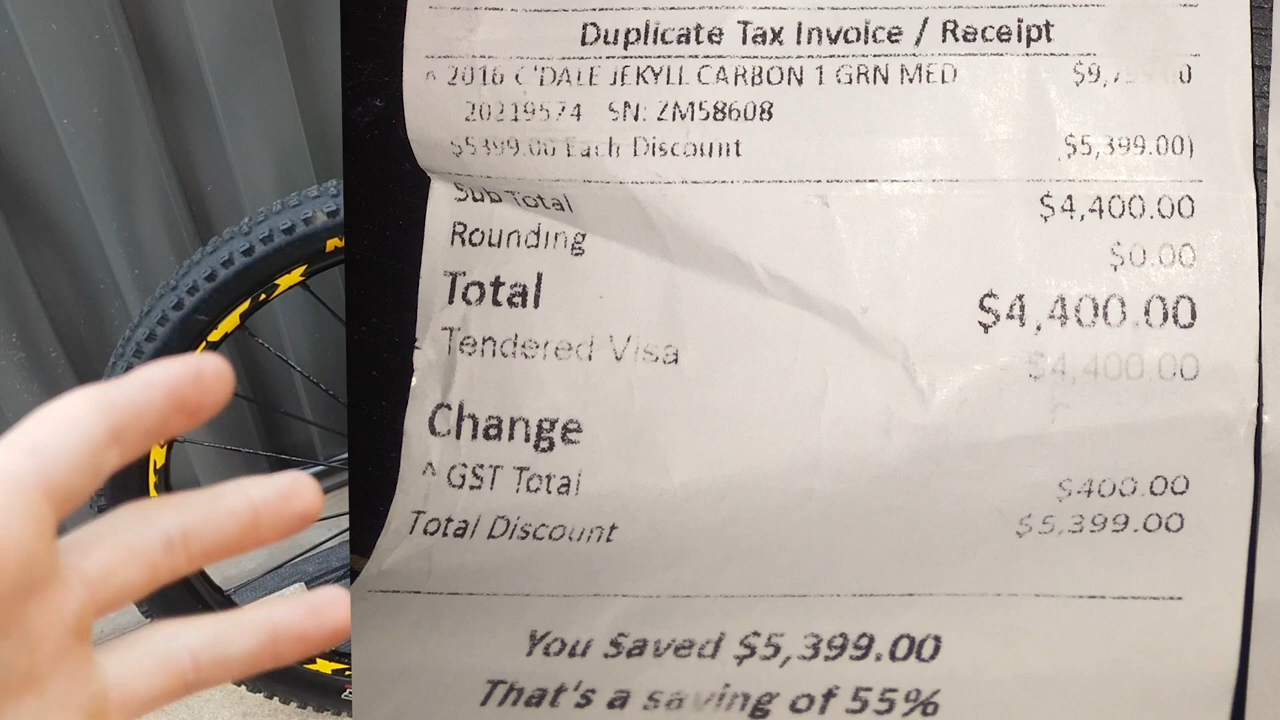 Duplicate Tax Invoice / Receipt
^ 2016 C'DALE JEKYLL CARBON 1 GRN MED
20219574 SN: ZM58608
$5399.00 Each Discount $5,399.00)
Sub Total $4,400.00
Rounding $0.00
Total $4,400.00
Tendered Visa $4,400.00
Change
^ GST Total $400.00
Total Discount $5,399.00
You Saved $5,399.00
That's a saving of 55%